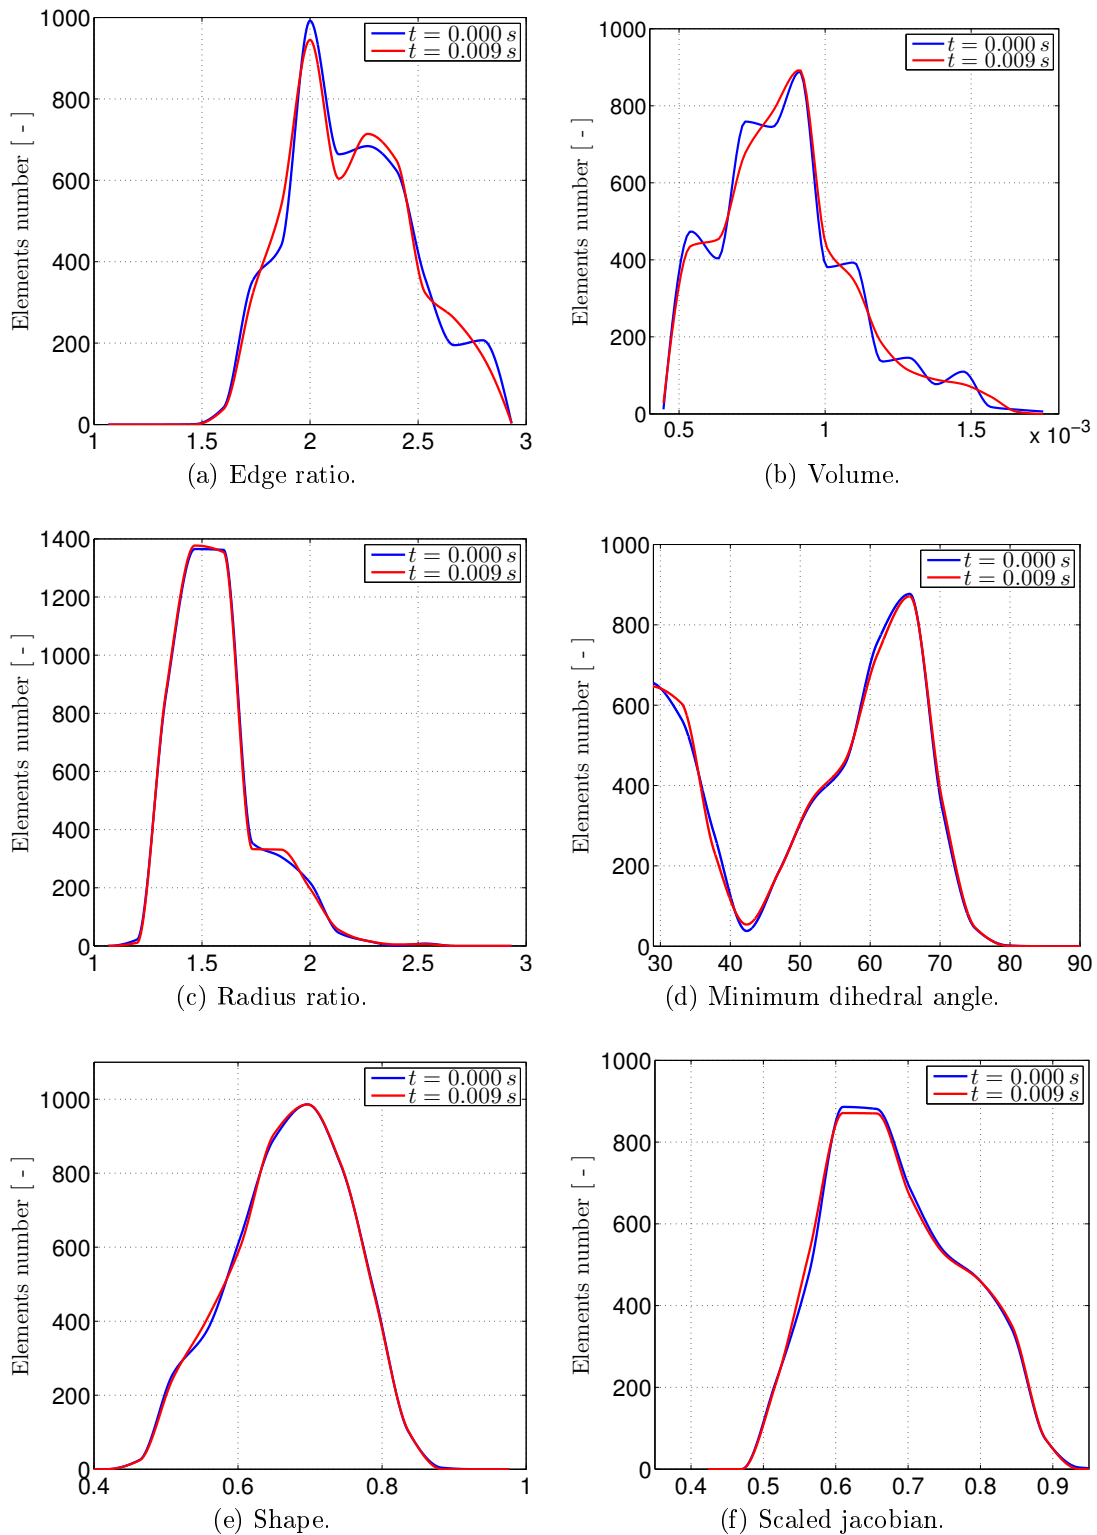 Elements number [ - ]
1000
800
600
400
200
0
1
1.5
2
2.5
3
t = 0.000 s
t = 0.009 s
(a) Edge ratio.
Elements number [ - ]
1000
800
600
400
200
0
0.5
1
1.5
x 10⁻³
t = 0.000 s
t = 0.009 s
(b) Volume.
Elements number [ - ]
1400
1200
1000
800
600
400
200
0
1
1.5
2
2.5
3
t = 0.000 s
t = 0.009 s
(c) Radius ratio.
Elements number [ - ]
1000
800
600
400
200
0
30
40
50
60
70
80
90
t = 0.000 s
t = 0.009 s
(d) Minimum dihedral angle.
Elements number [ - ]
1000
800
600
400
200
0
0.4
0.6
0.8
1
t = 0.000 s
t = 0.009 s
(e) Shape.
Elements number [ - ]
1000
800
600
400
200
0
0.4
0.5
0.6
0.7
0.8
0.9
t = 0.000 s
t = 0.009 s
(f) Scaled jacobian.